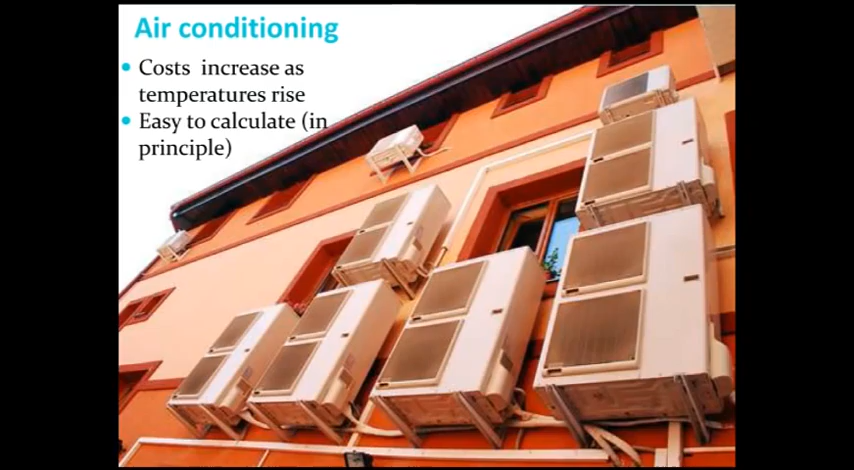 Air conditioning
Costs increase as
temperatures rise
Easy to calculate (in
principle)